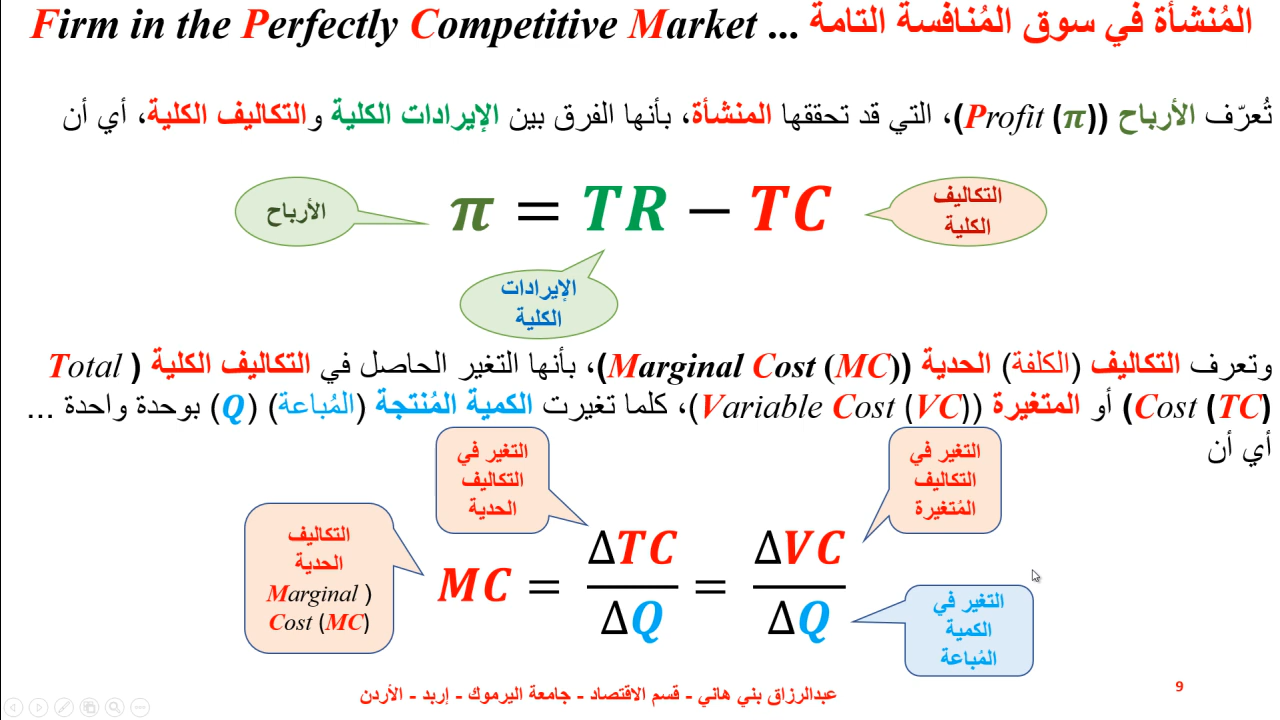 المُنشأة في سوق المُنافسة التامة ... Firm in the Perfectly Competitive Market
تُعرّف الأرباح (Profit (π))، التي قد تحققها المنشأة، بأنها الفرق بين الإيرادات الكلية والتكاليف الكلية، أي أن
الأرباح
π = TR − TC
التكاليف
الكلية
الإيرادات
الكلية
وتعرف التكاليف (الكلفة) الحدية (Marginal Cost (MC))، بأنها التغير الحاصل في التكاليف الكلية (Total
Cost (TC)) أو المتغيرة (Variable Cost (VC))، كلما تغيرت الكمية المُنتجة (المُباعة) (Q) بوحدة واحدة ...
أي أن
التغير في
التكاليف
الحدية
التغير في
التكاليف
المُتغيرة
التكاليف
الحدية
Marginal )
Cost (MC)
MC = ΔTC/ΔQ = ΔVC/ΔQ
التغير في
الكمية
المُباعة
عبدالرزاق بني هاني - قسم الاقتصاد - جامعة اليرموك - إربد - الأردن
9